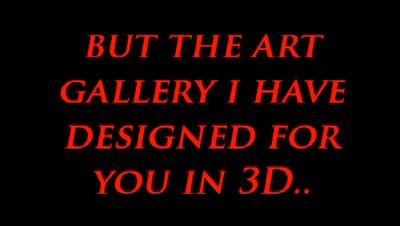 BUT THE ART
GALLERY I HAVE
DESIGNED FOR
YOU IN 3D..